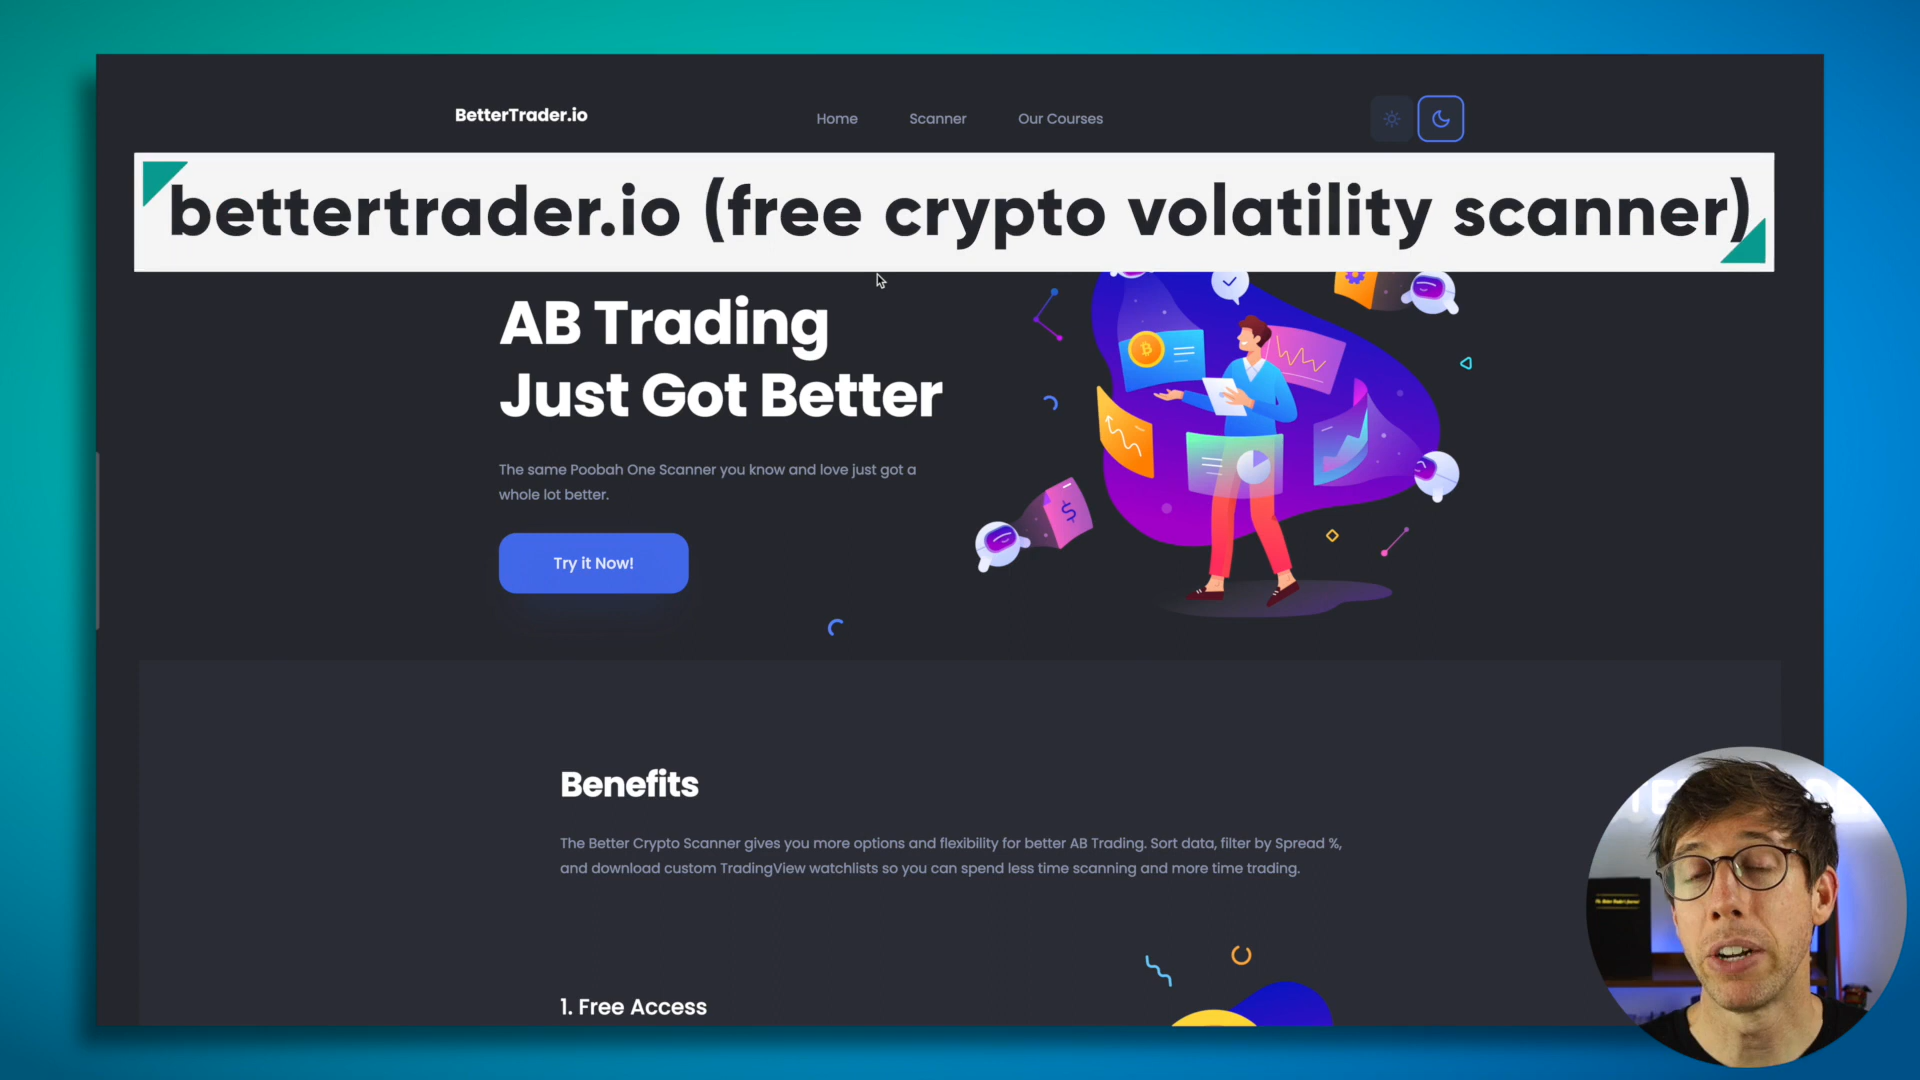 BetterTrader.io
Home
Scanner
Our Courses
bettertrader.io (free crypto volatility scanner)
AB Trading
Just Got Better
The same Poobah One Scanner you know and love just got a
whole lot better.
Try it Now!
Benefits
The Better Crypto Scanner gives you more options and flexibility for better AB Trading. Sort data, filter by Spread %,
and download custom TradingView watchlists so you can spend less time scanning and more time trading.
1. Free Access